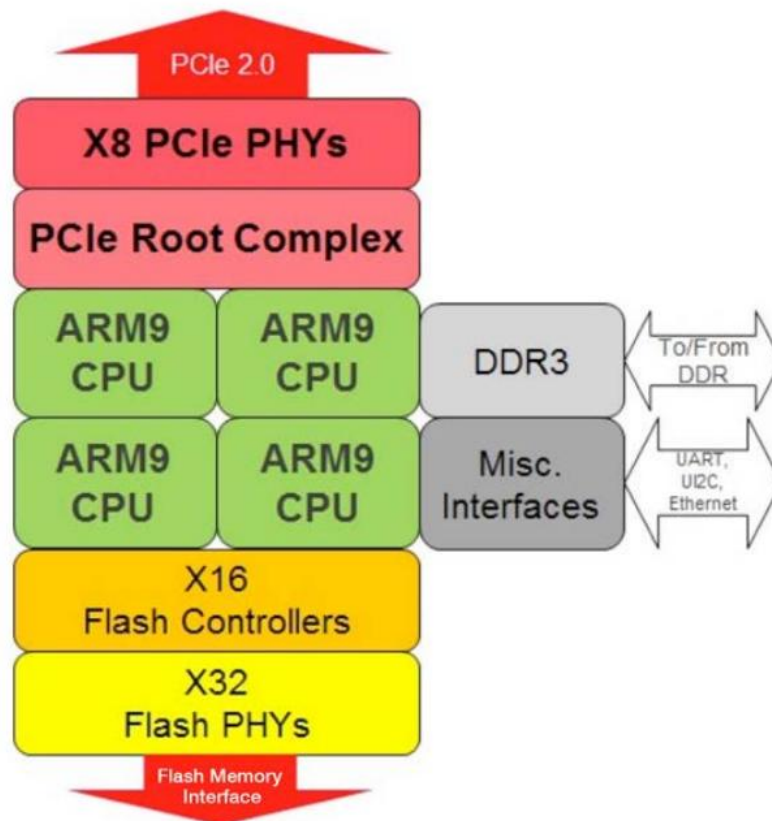 PCIe 2.0
X8 PCIe PHYs
PCIe Root Complex
ARM9
CPU
ARM9
CPU
DDR3
To/From
DDR
ARM9
CPU
ARM9
CPU
Misc.
Interfaces
UART,
UI2C,
Ethernet
X16
Flash Controllers
X32
Flash PHYs
Flash Memory
Interface